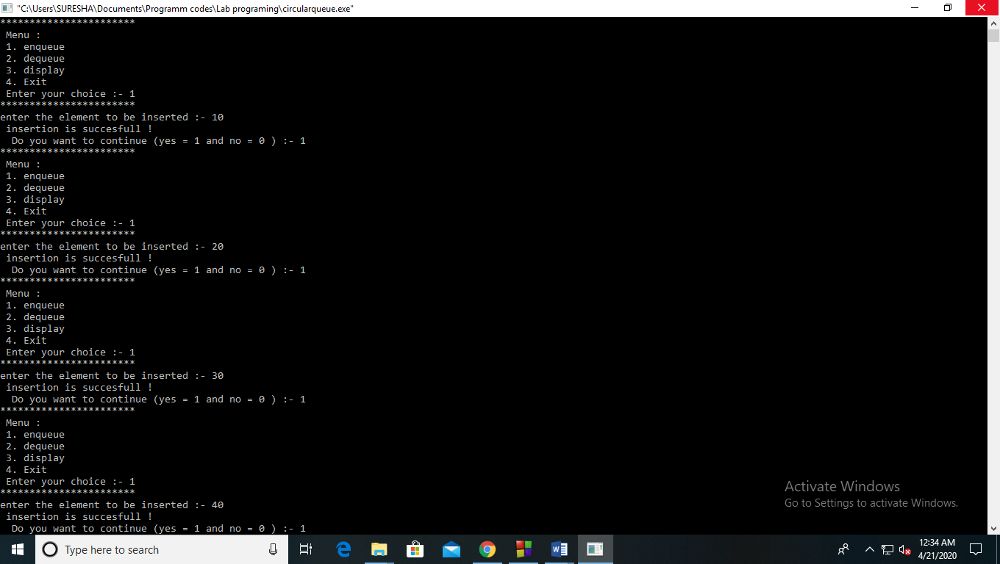 "C:\Users\SURESHA\Documents\Programm codes\Lab programing\circularqueue.exe"
***********************
Menu :
1. enqueue
2. dequeue
3. display
4. Exit
Enter your choice :- 1
***********************
enter the element to be inserted :- 10
insertion is succesfull !
Do you want to continue (yes = 1 and no = 0 ) :- 1
***********************
Menu :
1. enqueue
2. dequeue
3. display
4. Exit
Enter your choice :- 1
***********************
enter the element to be inserted :- 20
insertion is succesfull !
Do you want to continue (yes = 1 and no = 0 ) :- 1
***********************
Menu :
1. enqueue
2. dequeue
3. display
4. Exit
Enter your choice :- 1
***********************
enter the element to be inserted :- 30
insertion is succesfull !
Do you want to continue (yes = 1 and no = 0 ) :- 1
***********************
Menu :
1. enqueue
2. dequeue
3. display
4. Exit
Enter your choice :- 1
***********************
enter the element to be inserted :- 40
insertion is succesfull !
Do you want to continue (yes = 1 and no = 0 ) :- 1
Activate Windows
Go to Settings to activate Windows.
Type here to search
12:34 AM
4/21/2020